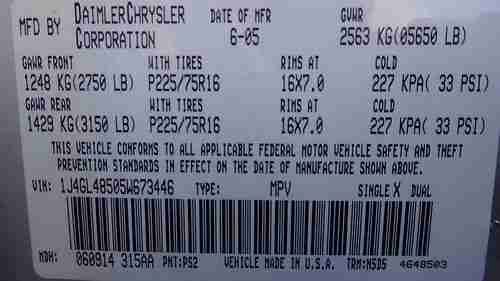 MFD BY DAIMLERCHRYSLER CORPORATION DATE OF MFR 6-05 GVWR 2563 KG(05650 LB)
GAWR FRONT WITH TIRES RIMS AT COLD
1248 KG(2750 LB) P225/75R16 16X7.0 227 KPA( 33 PSI)
GAWR REAR WITH TIRES RIMS AT COLD
1429 KG(3150 LB) P225/75R16 16X7.0 227 KPA( 33 PSI)
THIS VEHICLE CONFORMS TO ALL APPLICABLE FEDERAL MOTOR VEHICLE SAFETY AND THEFT
PREVENTION STANDARDS IN EFFECT ON THE DATE OF MANUFACTURE SHOWN ABOVE.
VIN: 1J4GL48505W673446 TYPE: MPV SINGLE X DUAL
MDH: 060914 315AA PNT:PS2 VEHICLE MADE IN U.S.A. TRM:N5D5 4648503